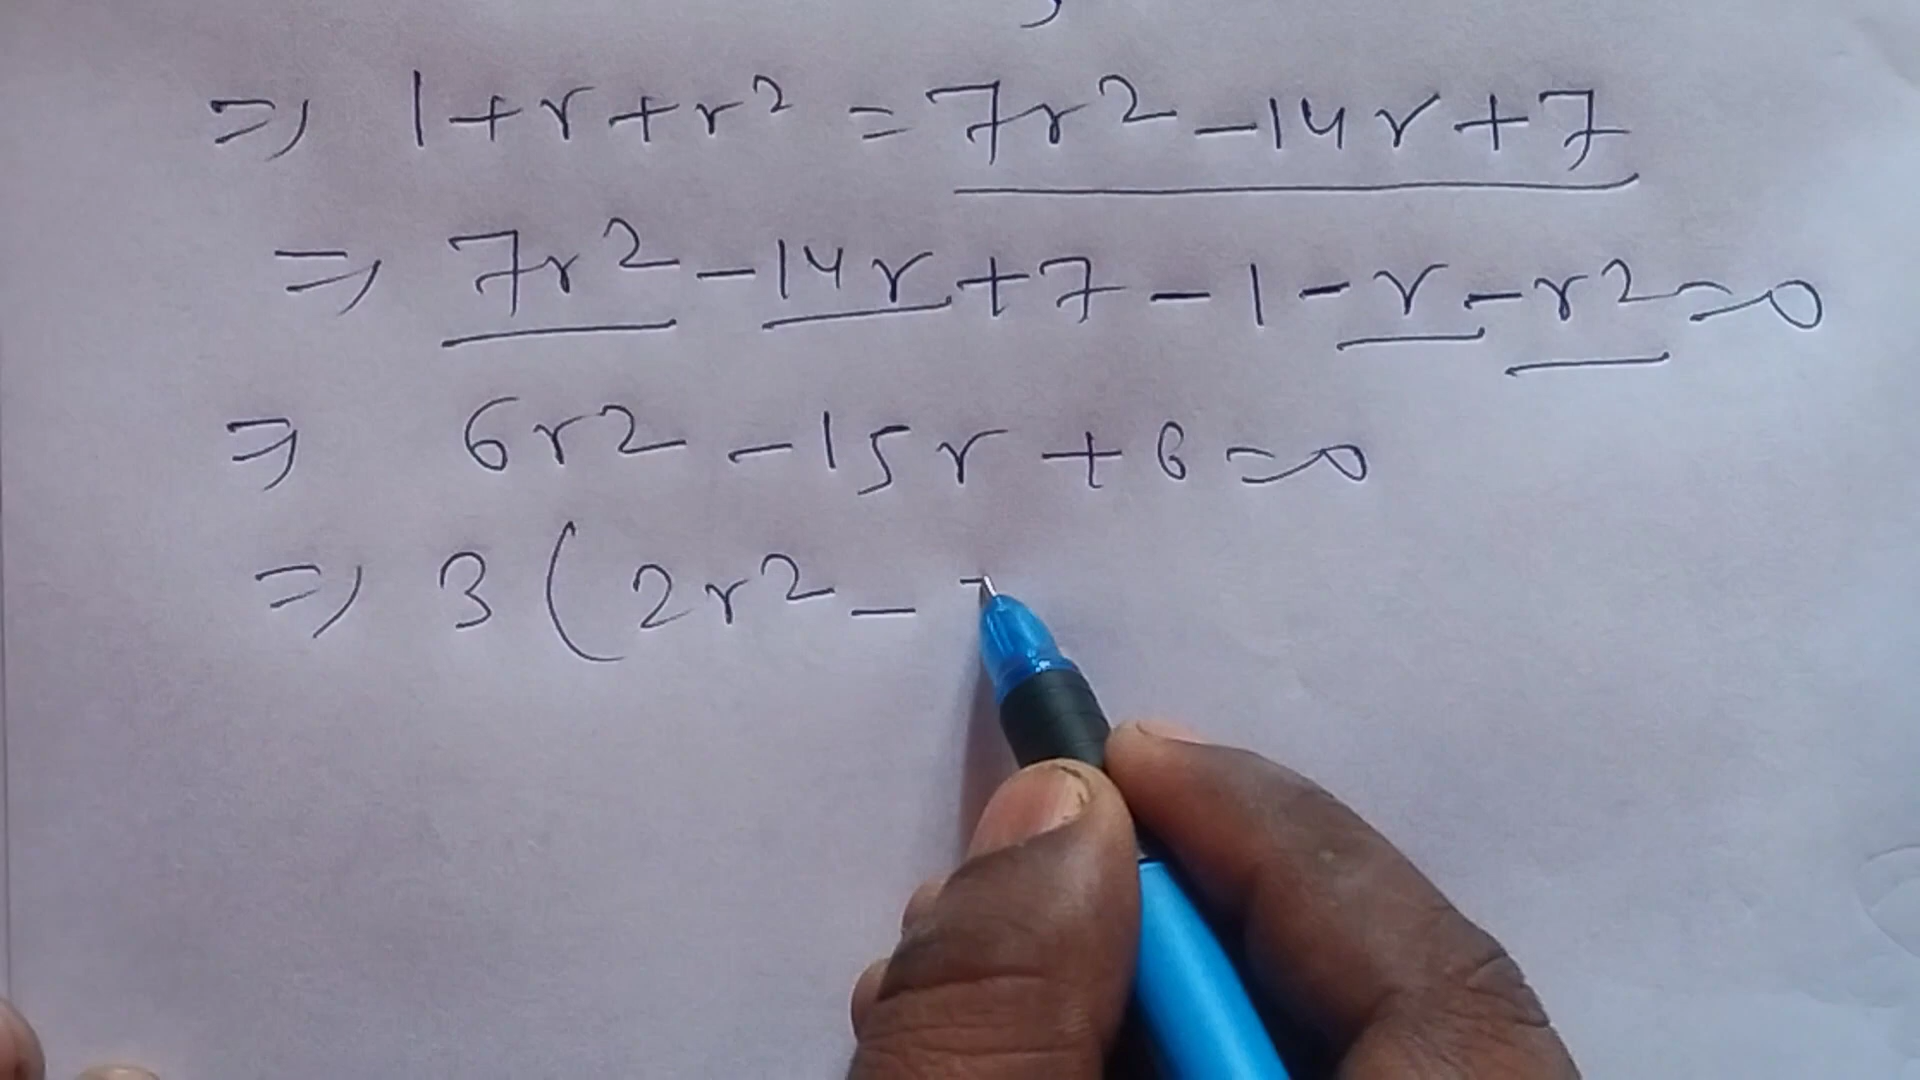 ⇒ 1+r+r² = 7r²-14r+7
⇒ 7r²-14r+7-1-r-r²=0
⇒ 6r²-15r+6=0
⇒ 3(2r²-